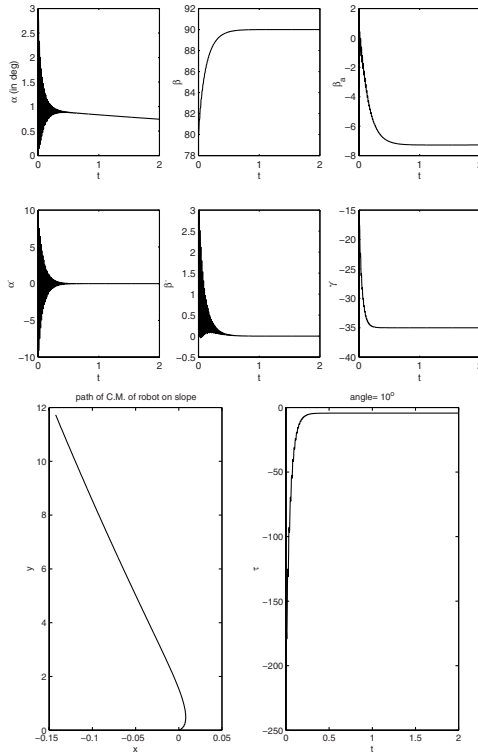 3
2.5
2
1.5
1
0.5
0
0 1 2
α (in deg)
t
92
90
88
86
84
82
80
78
0 1 2
β
t
2
0
−2
−4
−6
−8
0 1 2
βa
t
10
5
0
−5
−10
0 1 2
α·
t
3
2.5
2
1.5
1
0.5
0
−0.5
0 1 2
β·
t
−15
−20
−25
−30
−35
−40
0 1 2
γ·
t
path of C.M. of robot on slope
12
10
8
6
4
2
0
−0.15 −0.1 −0.05 0 0.05
y
x
angle= 10o
0
−50
−100
−150
−200
−250
0 0.5 1 1.5 2
τ
t